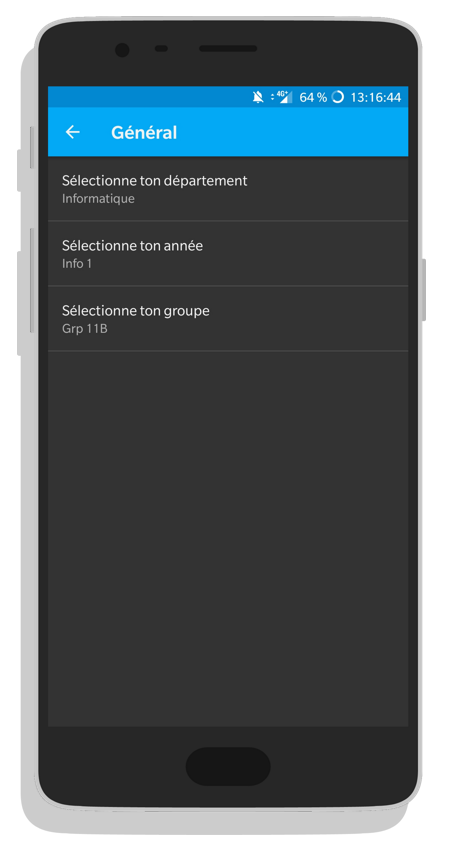 4G+ 64 % 13:16:44
Général
Sélectionne ton département
Informatique
Sélectionne ton année
Info 1
Sélectionne ton groupe
Grp 11B